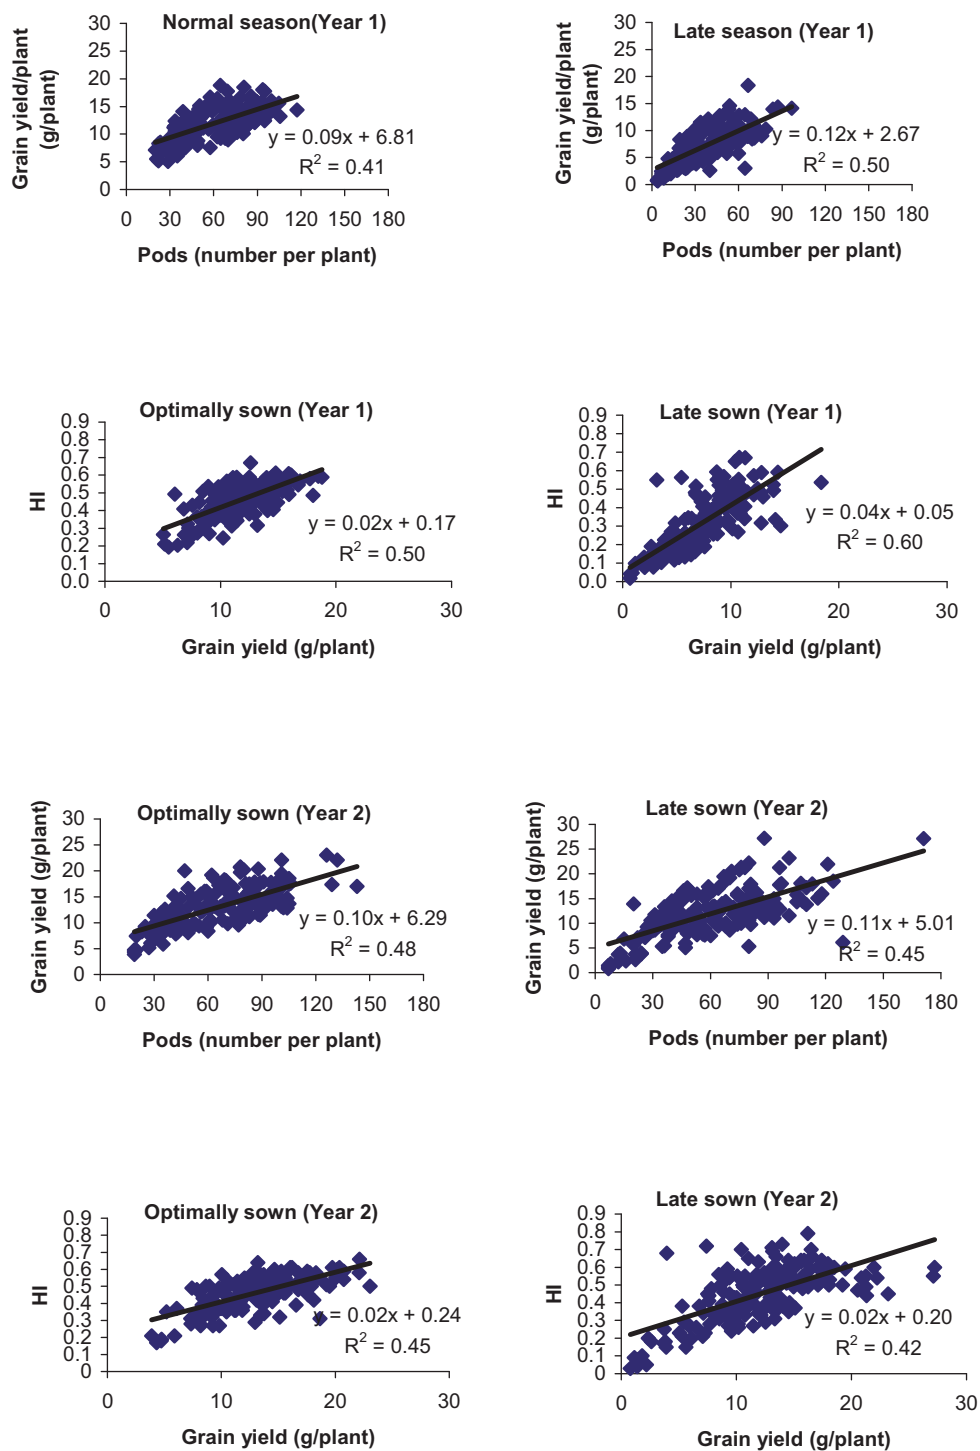 Normal season(Year 1)
Grain yield/plant
(g/plant)
30
25
20
15
10
5
0
y = 0.09x + 6.81
R² = 0.41
0 30 60 90 120 150 180
Pods (number per plant)
Late season (Year 1)
Grain yield/plant
(g/plant)
30
25
20
15
10
5
0
y = 0.12x + 2.67
R² = 0.50
0 30 60 90 120 150 180
Pods (number per plant)
Optimally sown (Year 1)
HI
0.9
0.8
0.7
0.6
0.5
0.4
0.3
0.2
0.1
0.0
y = 0.02x + 0.17
R² = 0.50
0 10 20 30
Grain yield (g/plant)
Late sown (Year 1)
HI
0.9
0.8
0.7
0.6
0.5
0.4
0.3
0.2
0.1
0.0
y = 0.04x + 0.05
R² = 0.60
0 10 20 30
Grain yield (g/plant)
Optimally sown (Year 2)
Grain yield (g/plant)
30
25
20
15
10
5
0
y = 0.10x + 6.29
R² = 0.48
0 30 60 90 120 150 180
Pods (number per plant)
Late sown (Year 2)
Grain yield (g/plant)
30
25
20
15
10
5
0
y = 0.11x + 5.01
R² = 0.45
0 30 60 90 120 150 180
Pods (number per plant)
Optimally sown (Year 2)
HI
0.9
0.8
0.7
0.6
0.5
0.4
0.3
0.2
0.1
0
y = 0.02x + 0.24
R² = 0.45
0 10 20 30
Grain yield (g/plant)
Late sown (Year 2)
HI
0.9
0.8
0.7
0.6
0.5
0.4
0.3
0.2
0.1
0
y = 0.02x + 0.20
R² = 0.42
0 10 20 30
Grain yield (g/plant)